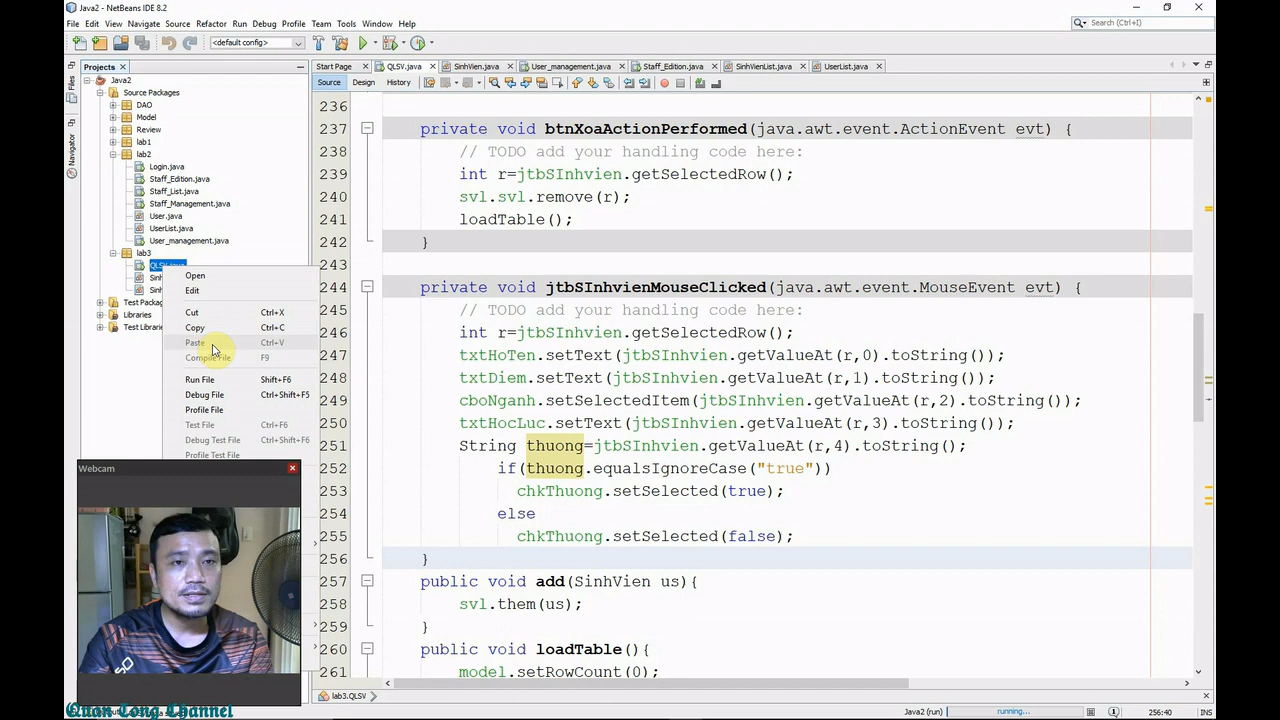 Java2 - NetBeans IDE 8.2
File Edit View Navigate Source Refactor Run Debug Profile Team Tools Window Help
Search (Ctrl+I)
<default config>
Projects
Files
Navigator
Java2
Source Packages
DAO
Model
Review
lab1
lab2
Login.java
Staff_Edition.java
Staff_List.java
Staff_Management.java
User.java
UserList.java
User_management.java
lab3
QLSV.java
Sinh
Sinh
Test Packag
Libraries
Test Librarie
Open
Edit
Cut Ctrl+X
Copy Ctrl+C
Paste Ctrl+V
Compile File F9
Run File Shift+F6
Debug File Ctrl+Shift+F5
Profile File
Test File Ctrl+F6
Debug Test File Ctrl+Shift+F6
Profile Test File
Webcam
Quan Tong Channel
Start Page QLSV.java SinhVien.java User_management.java Staff_Edition.java SinhVienList.java UserList.java
Source Design History
236
237 private void btnXoaActionPerformed(java.awt.event.ActionEvent evt) {
238 // TODO add your handling code here:
239 int r=jtbSInhvien.getSelectedRow();
240 svl.svl.remove(r);
241 loadTable();
242 }
243
244 private void jtbSInhvienMouseClicked(java.awt.event.MouseEvent evt) {
245 // TODO add your handling code here:
246 int r=jtbSInhvien.getSelectedRow();
247 txtHoTen.setText(jtbSInhvien.getValueAt(r,0).toString());
248 txtDiem.setText(jtbSInhvien.getValueAt(r,1).toString());
249 cboNganh.setSelectedItem(jtbSInhvien.getValueAt(r,2).toString());
250 txtHocLuc.setText(jtbSInhvien.getValueAt(r,3).toString());
251 String thuong=jtbSInhvien.getValueAt(r,4).toString();
252 if(thuong.equalsIgnoreCase("true"))
253 chkThuong.setSelected(true);
254 else
255 chkThuong.setSelected(false);
256 }
257 public void add(SinhVien us){
258 svl.them(us);
259 }
260 public void loadTable(){
261 model.setRowCount(0);
lab3.QLSV
Java2 (run) running... 256:40 INS